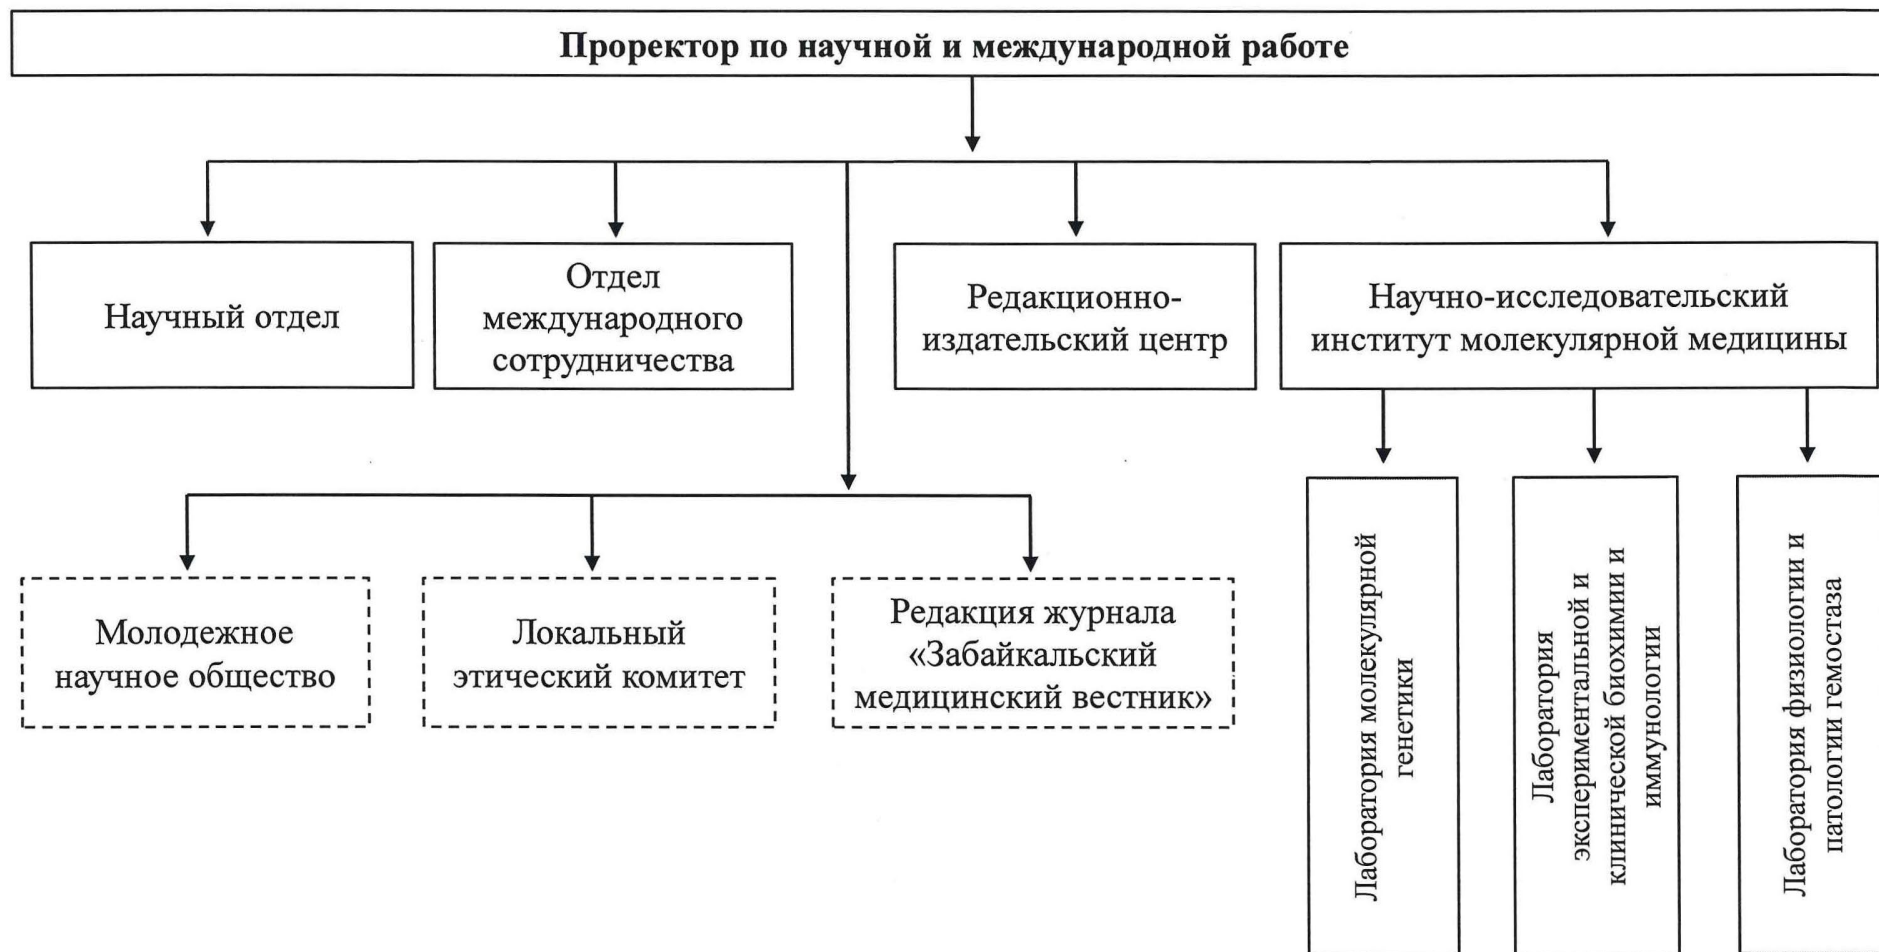 Проректор по научной и международной работе
Научный отдел
Отдел
международного
сотрудничества
Редакционно-
издательский центр
Научно-исследовательский
институт молекулярной медицины
Молодежное
научное общество
Локальный
этический комитет
Редакция журнала
«Забайкальский
медицинский вестник»
Лаборатория молекулярной
генетики
Лаборатория
экспериментальной и
клинической биохимии и
иммунологии
Лаборатория физиологии и
патологии гемостаза